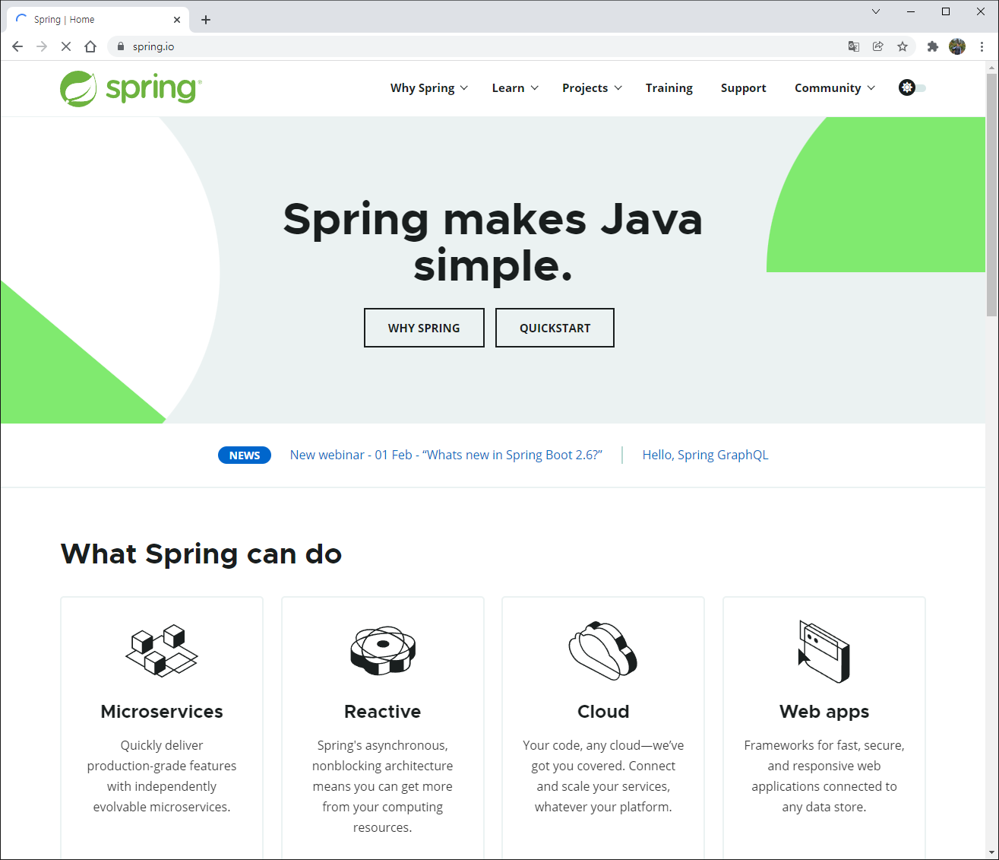 Spring | Home
spring.io
spring®
Why Spring
Learn
Projects
Training
Support
Community
Spring makes Java
simple.
WHY SPRING
QUICKSTART
NEWS
New webinar - 01 Feb - “Whats new in Spring Boot 2.6?”
Hello, Spring GraphQL
What Spring can do
Microservices
Quickly deliver
production-grade features
with independently
evolvable microservices.
Reactive
Spring's asynchronous,
nonblocking architecture
means you can get more
from your computing
resources.
Cloud
Your code, any cloud—we’ve
got you covered. Connect
and scale your services,
whatever your platform.
Web apps
Frameworks for fast, secure,
and responsive web
applications connected to
any data store.